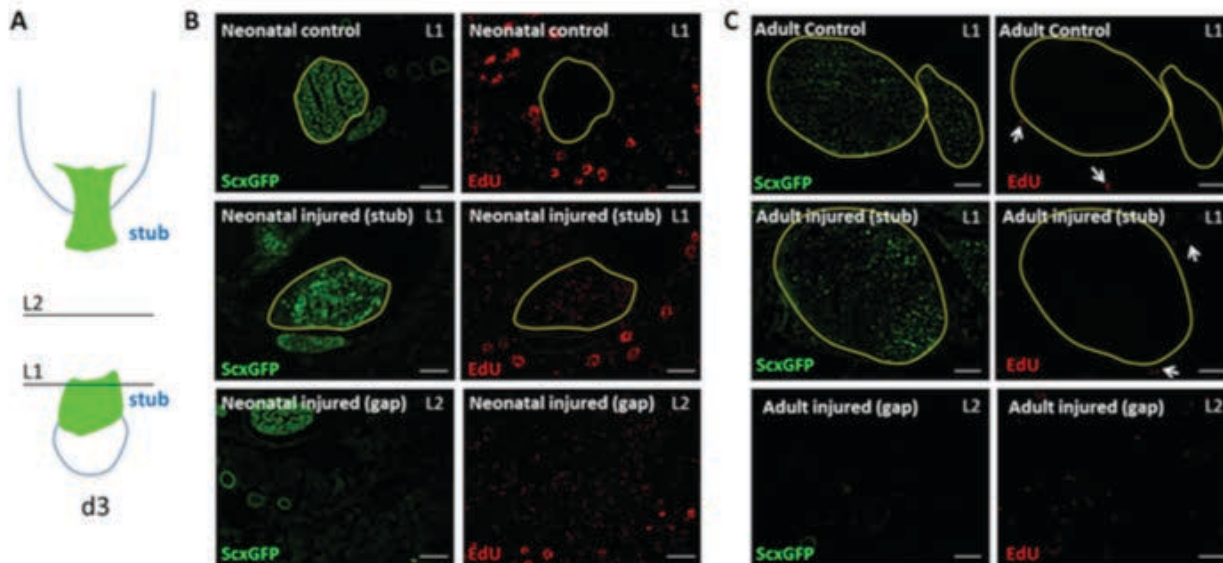 A
stub
L2
L1
stub
d3
B
Neonatal control L1
ScxGFP
Neonatal control L1
EdU
Neonatal injured (stub) L1
ScxGFP
Neonatal injured (stub) L1
EdU
Neonatal injured (gap) L2
ScxGFP
Neonatal injured (gap) L2
EdU
C
Adult Control L1
ScxGFP
Adult Control L1
EdU
Adult injured (stub) L1
ScxGFP
Adult injured (stub) L1
EdU
Adult injured (gap) L2
ScxGFP
Adult injured (gap) L2
EdU